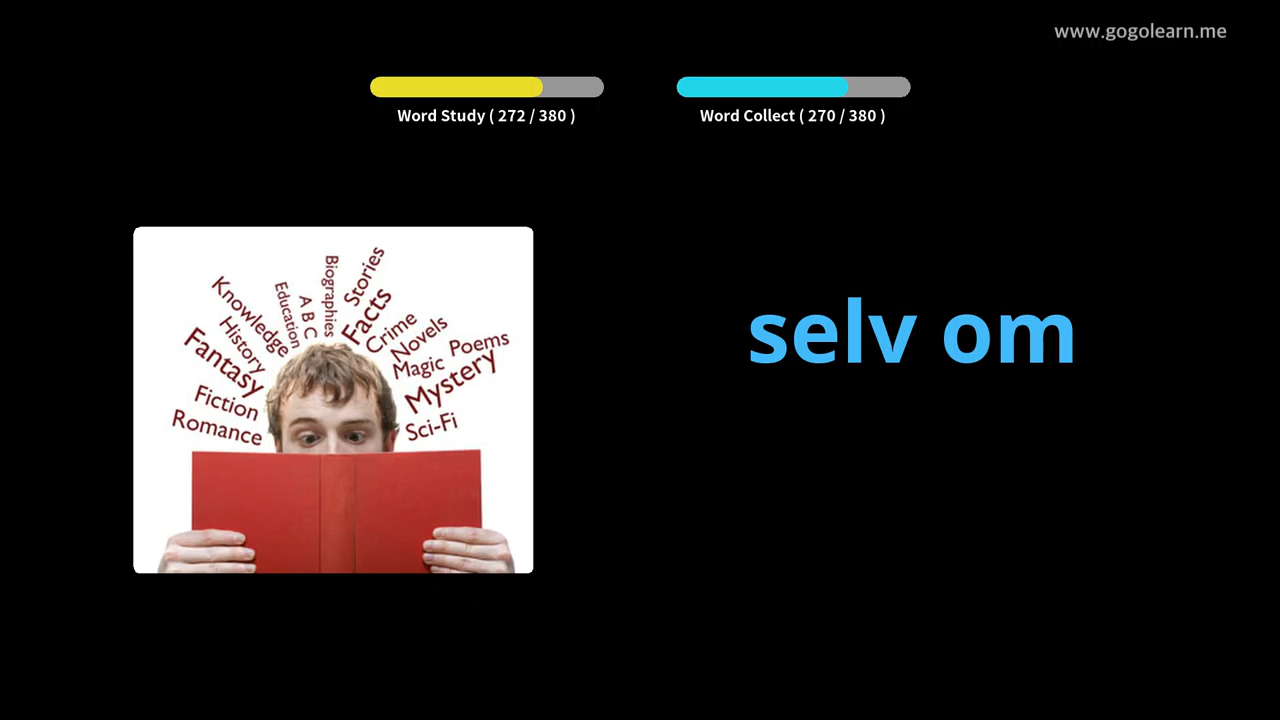 www.gogolearn.me
Word Study ( 272 / 380 )
Word Collect ( 270 / 380 )
Stories
Biographies
Facts
A B C
Education
Knowledge
Crime
Novels
History
Poems
Fantasy
Magic
Mystery
Fiction
Sci-Fi
Romance
selv om